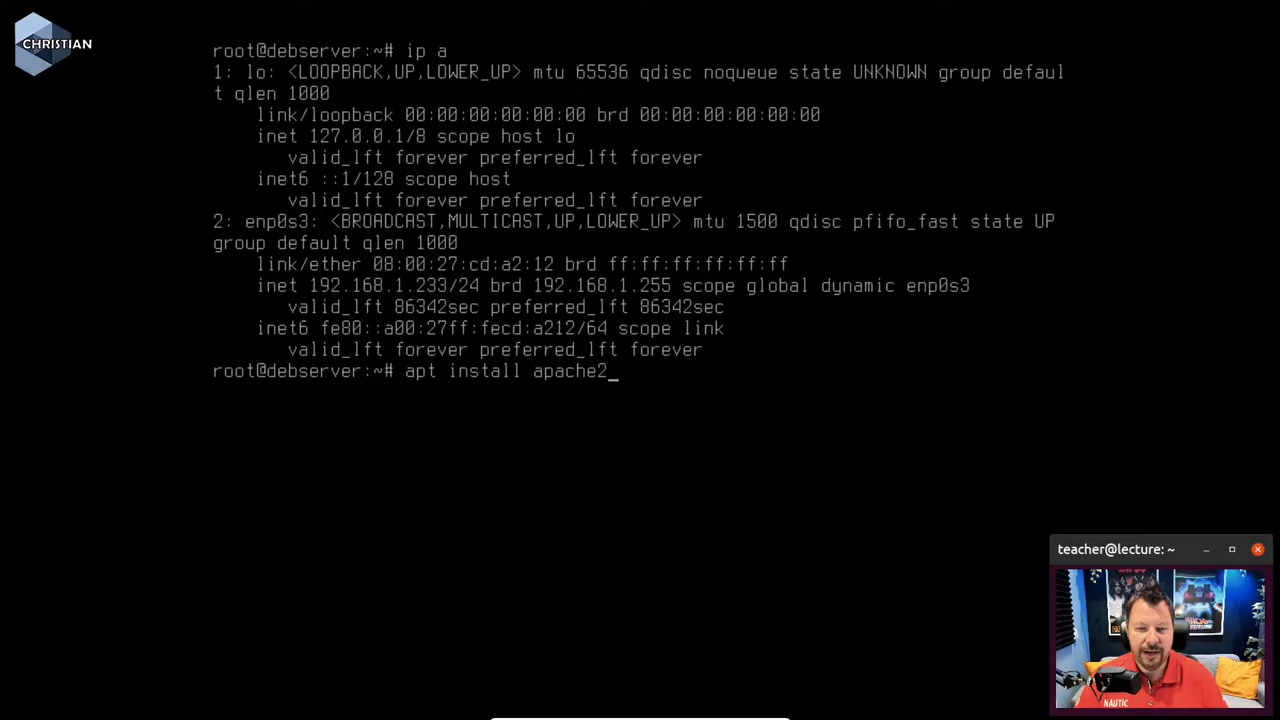 CHRISTIAN
root@debserver:~# ip a
1: lo: <LOOPBACK,UP,LOWER_UP> mtu 65536 qdisc noqueue state UNKNOWN group defaul
t qlen 1000
link/loopback 00:00:00:00:00:00 brd 00:00:00:00:00:00
inet 127.0.0.1/8 scope host lo
valid_lft forever preferred_lft forever
inet6 ::1/128 scope host
valid_lft forever preferred_lft forever
2: enp0s3: <BROADCAST,MULTICAST,UP,LOWER_UP> mtu 1500 qdisc pfifo_fast state UP
group default qlen 1000
link/ether 08:00:27:cd:a2:12 brd ff:ff:ff:ff:ff:ff
inet 192.168.1.233/24 brd 192.168.1.255 scope global dynamic enp0s3
valid_lft 86342sec preferred_lft 86342sec
inet6 fe80::a00:27ff:fecd:a212/64 scope link
valid_lft forever preferred_lft forever
root@debserver:~# apt install apache2_
teacher@lecture: ~
NAUTIC